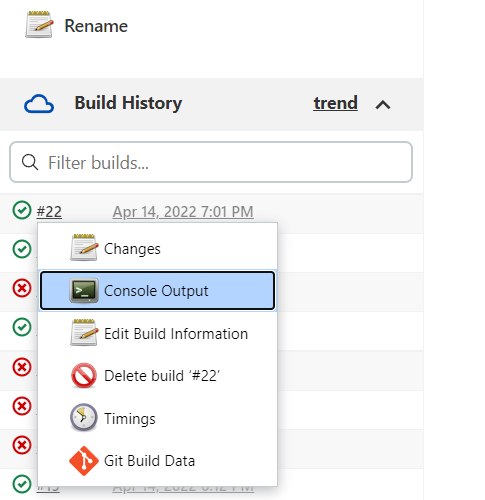 Rename
Build History trend
Filter builds...
#22 Apr 14, 2022 7:01 PM
Changes
Console Output
Edit Build Information
Delete build ‘#22’
Timings
Git Build Data